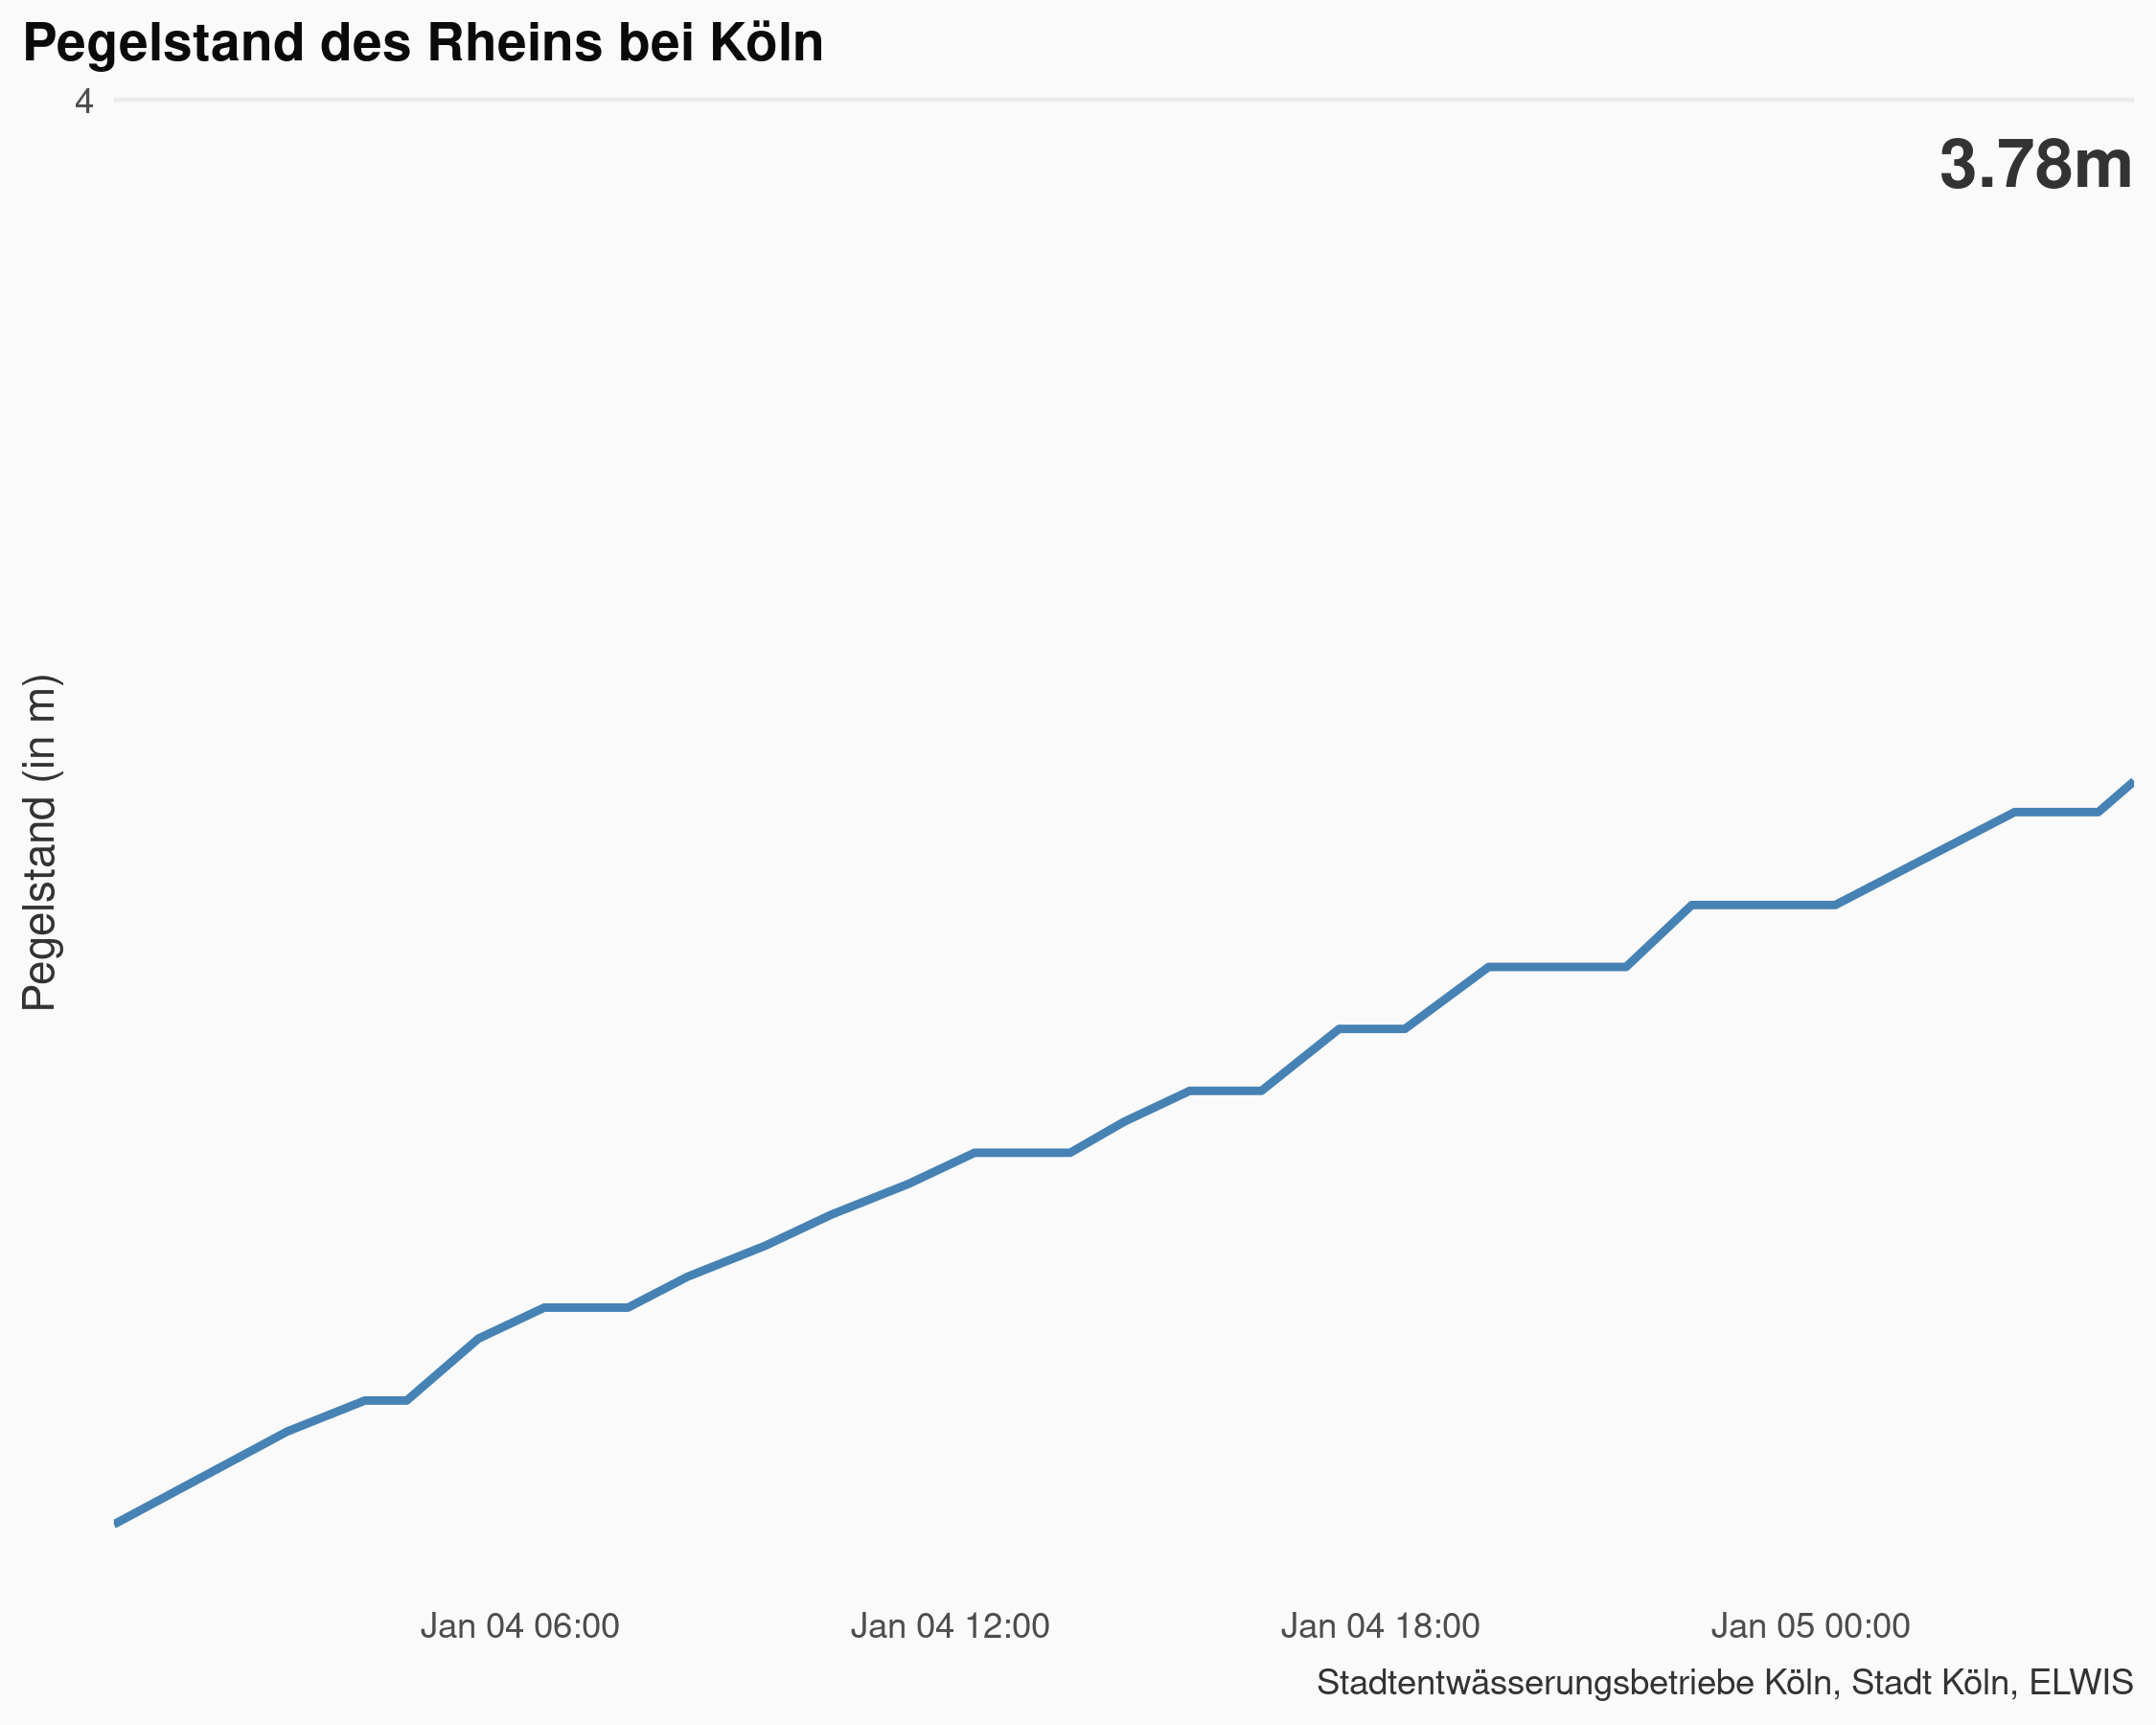 Pegelstand des Rheins bei Köln
4
3.78m
Pegelstand (in m)
Jan 04 06:00 Jan 04 12:00 Jan 04 18:00 Jan 05 00:00
Stadtentwässerungsbetriebe Köln, Stadt Köln, ELWIS